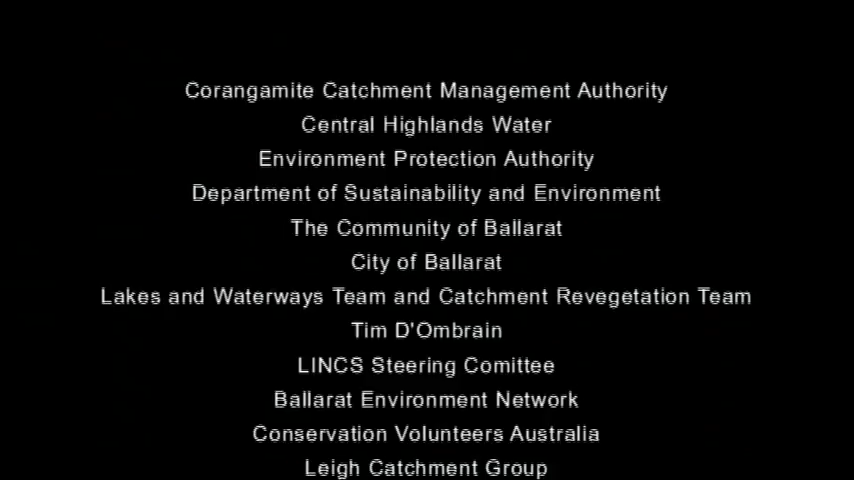 Corangamite Catchment Management Authority
Central Highlands Water
Environment Protection Authority
Department of Sustainability and Environment
The Community of Ballarat
City of Ballarat
Lakes and Waterways Team and Catchment Revegetation Team
Tim D'Ombrain
LINCS Steering Comittee
Ballarat Environment Network
Conservation Volunteers Australia
Leigh Catchment Group